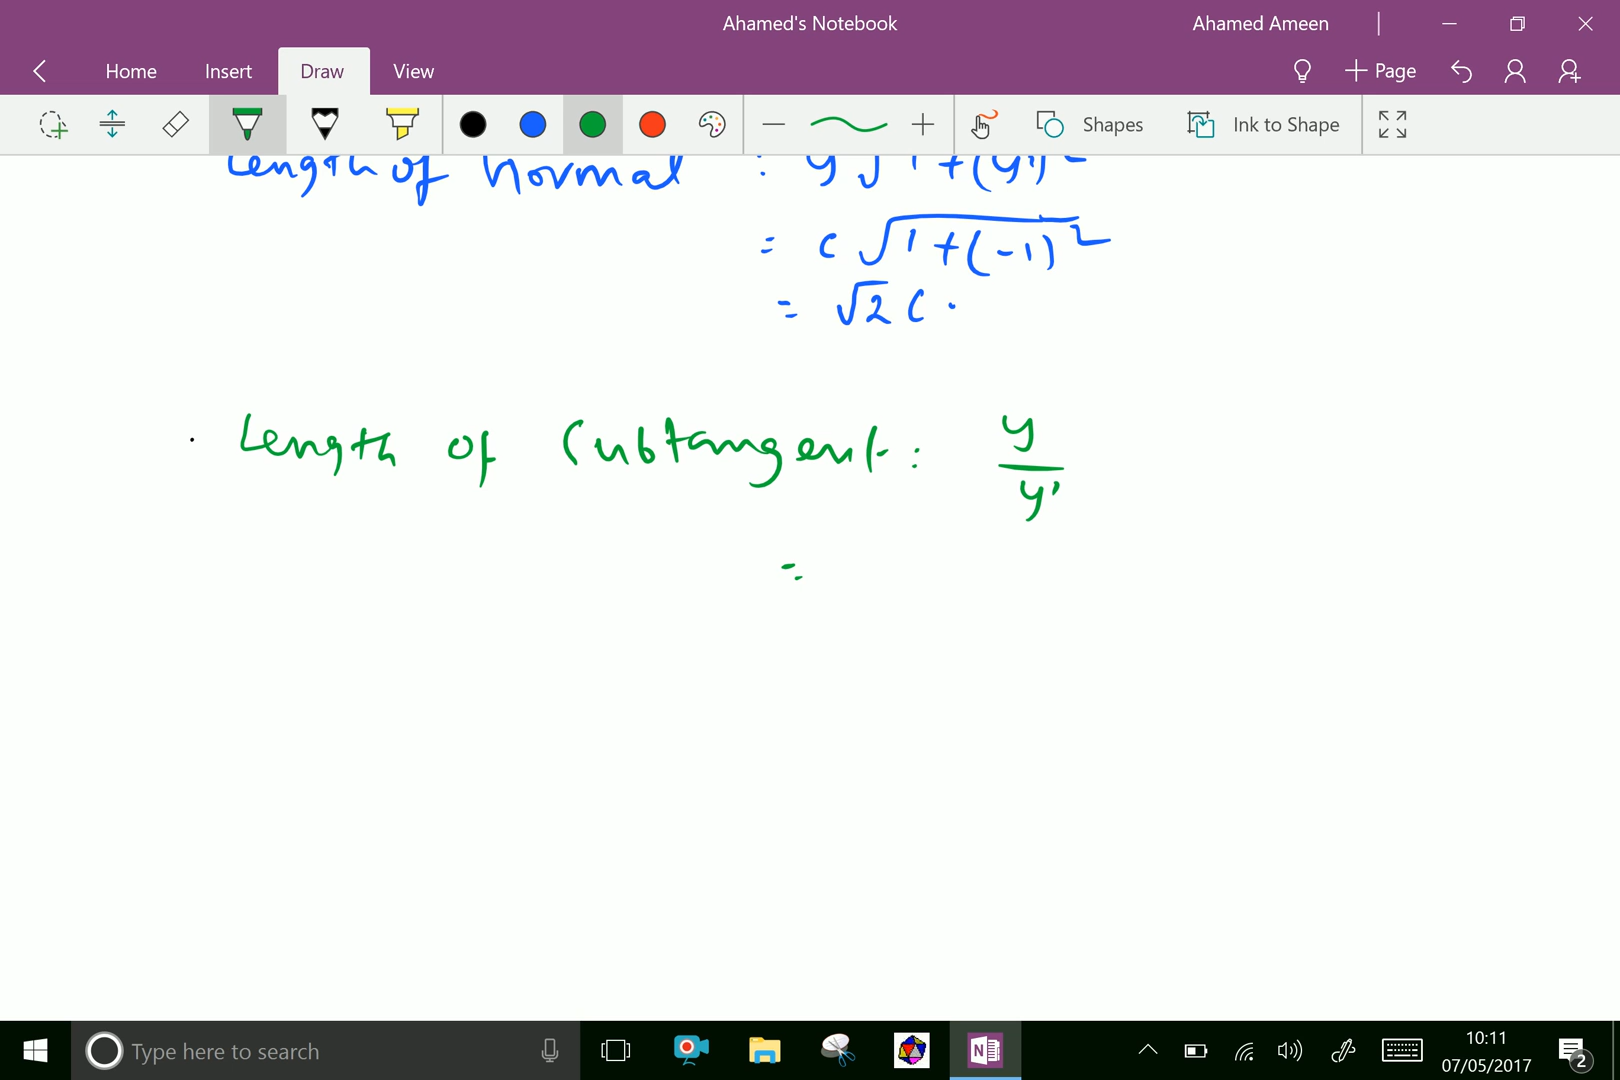 Ahamed's Notebook
Ahamed Ameen
Home Insert Draw View
Page
Shapes
Ink to Shape
Length of Normal : y √1+(y')²
= c √1+(-1)²
= √2 c .
Length of Subtangent : y/y'
=
Type here to search
10:11
07/05/2017
2